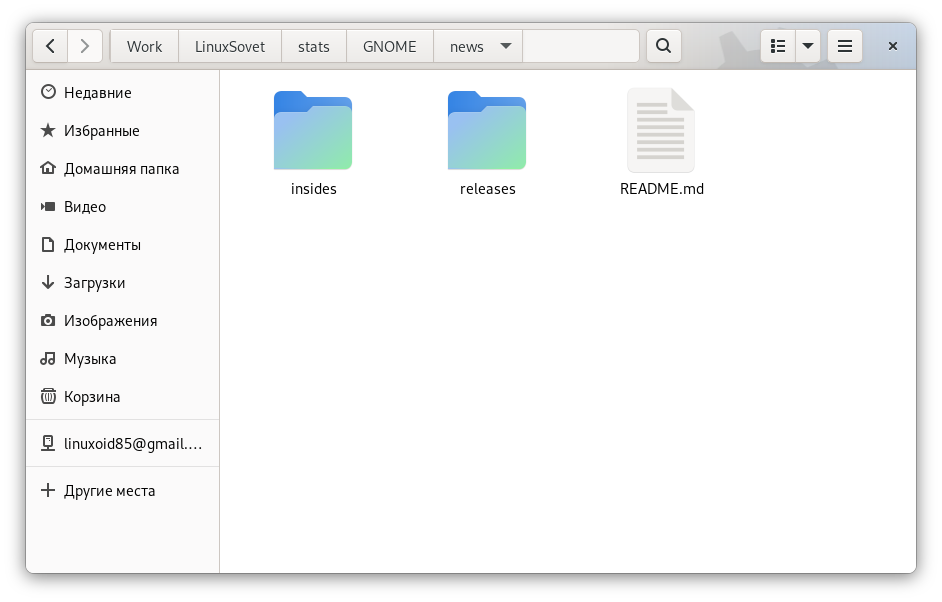 Work LinuxSovet stats GNOME news
Недавние
Избранные
Домашняя папка
Видео
Документы
Загрузки
Изображения
Музыка
Корзина
linuxoid85@gmail....
Другие места
insides releases README.md